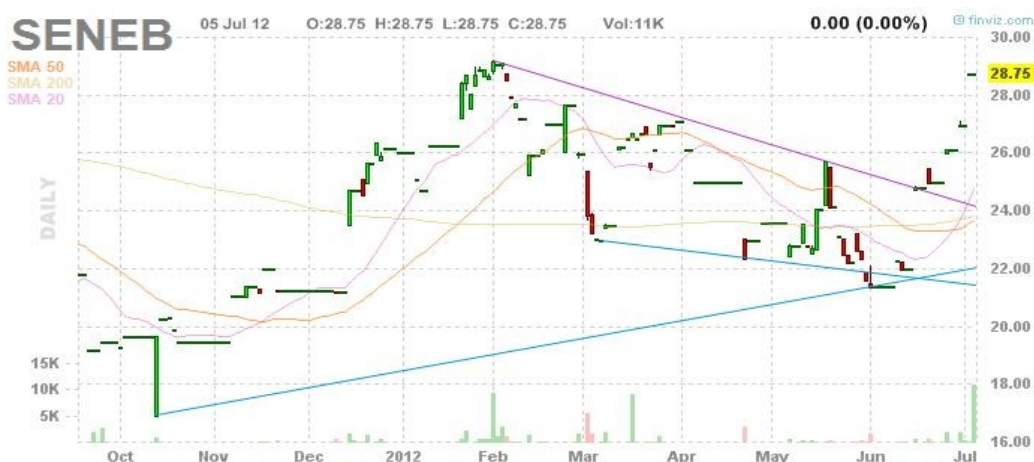 SENEB 05 Jul 12 O:28.75 H:28.75 L:28.75 C:28.75 Vol:11K 0.00 (0.00%) © finviz.com
SMA 50
SMA 200
SMA 20
DAILY
30.00
28.75
28.00
26.00
24.00
22.00
20.00
18.00
16.00
15K
10K
5K
Oct Nov Dec 2012 Feb Mar Apr May Jun Jul